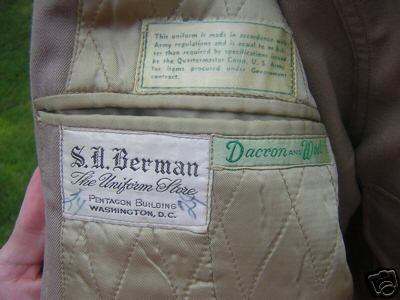 This uniform is made in accordance with
Army regulations and is equal to or bet-
ter than required by specifications issued
by the Quartermaster Corps, U. S. Army
for items procured under Government
contract.
S.H. Berman
The Uniform Store
PENTAGON BUILDING
WASHINGTON, D.C.
Dacron AND Wool
ebY